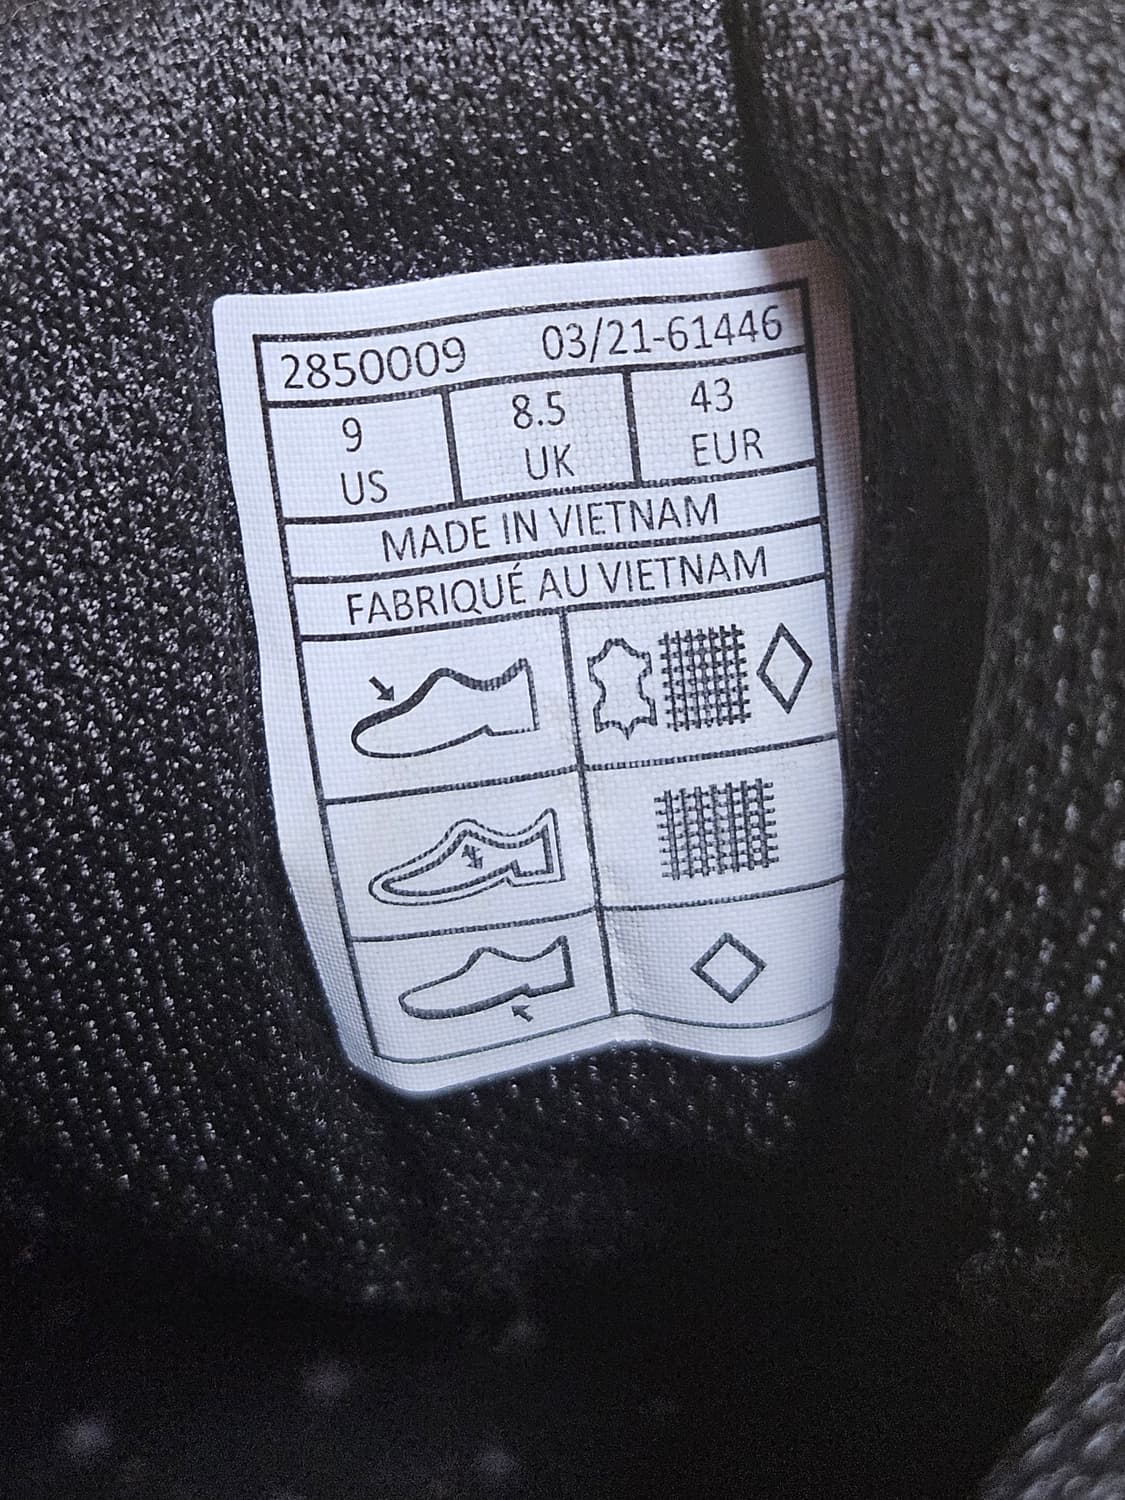 2850009 03/21-61446
9 8.5 43
US UK EUR
MADE IN VIETNAM
FABRIQUÉ AU VIETNAM